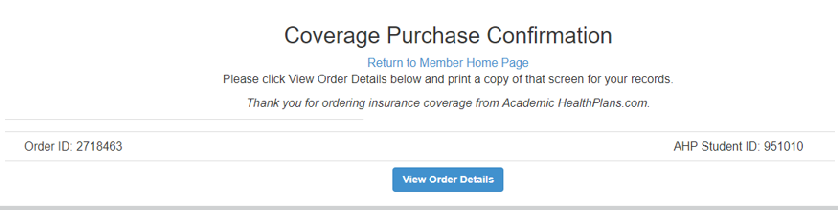 Coverage Purchase Confirmation
Return to Member Home Page
Please click View Order Details below and print a copy of that screen for your records.
Thank you for ordering insurance coverage from Academic HealthPlans.com.
Order ID: 2718463 AHP Student ID: 951010
View Order Details